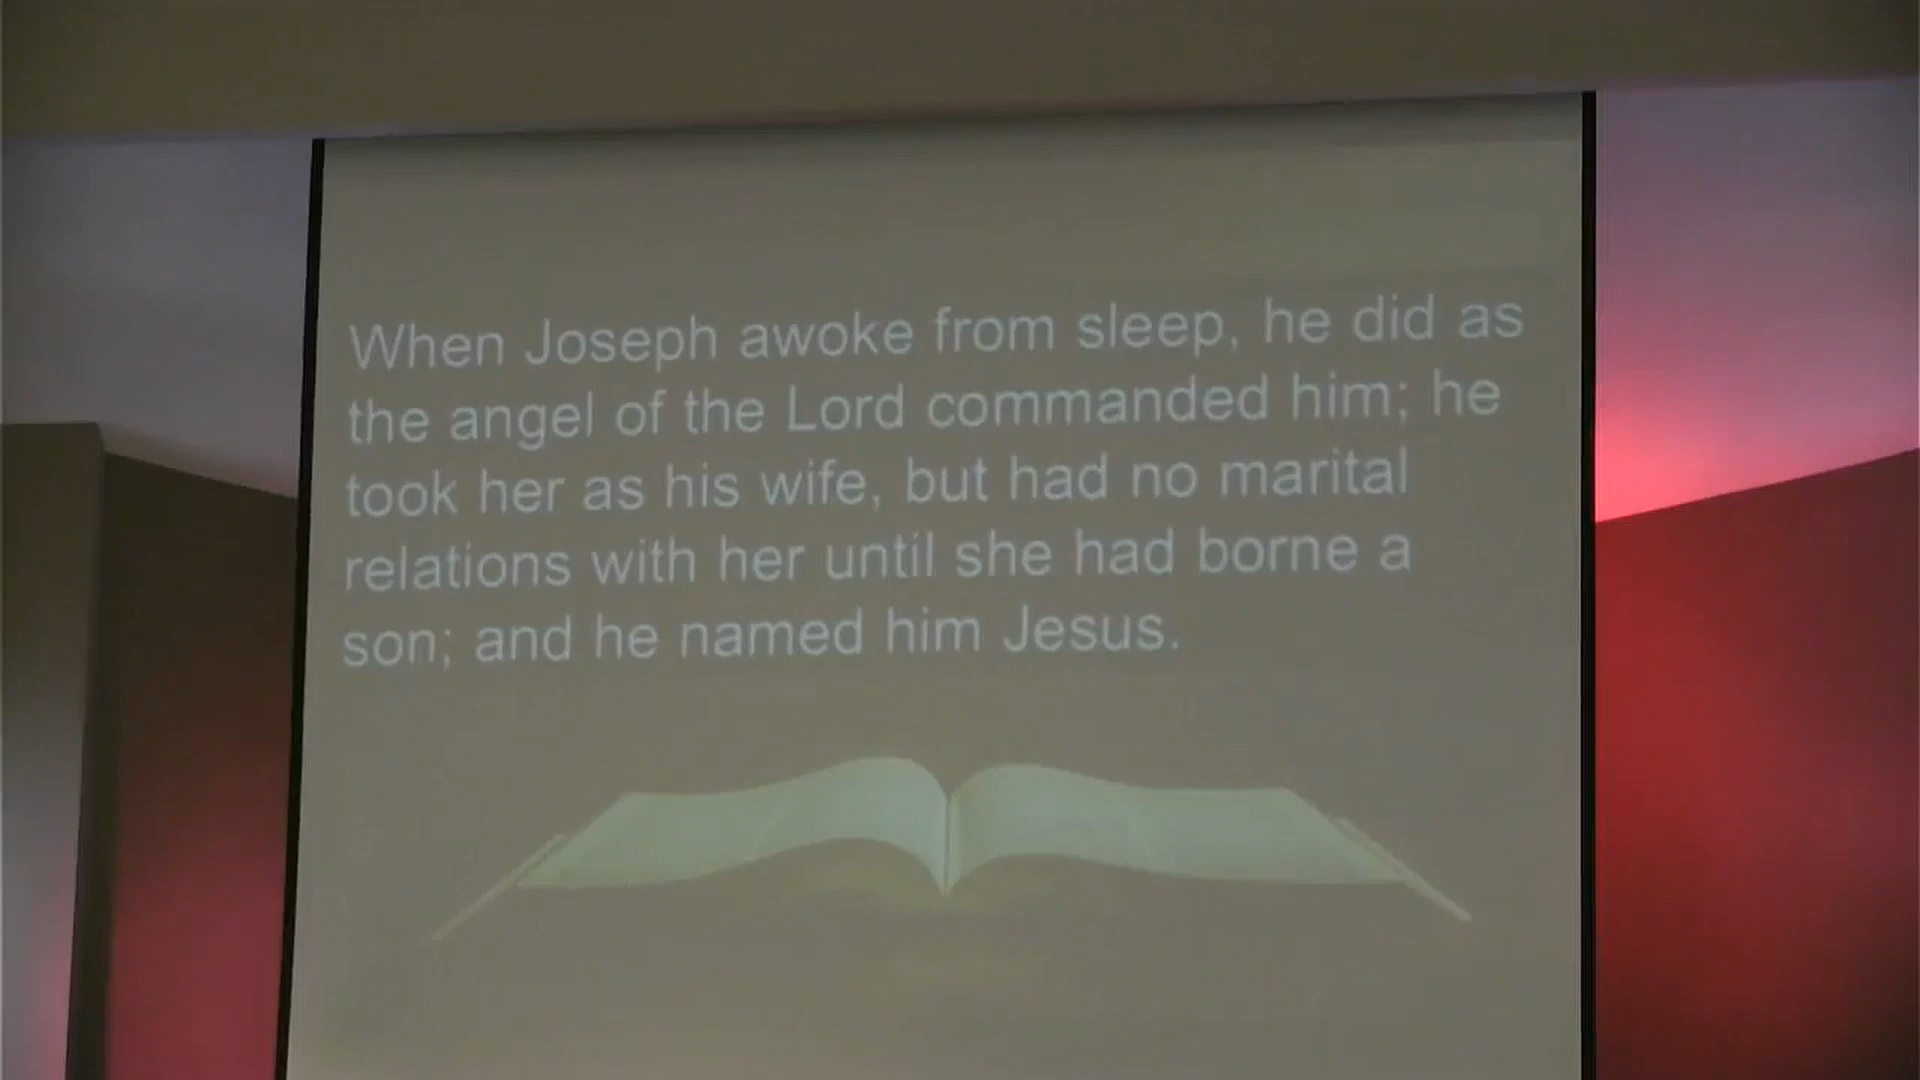 When Joseph awoke from sleep, he did as
the angel of the Lord commanded him; he
took her as his wife, but had no marital
relations with her until she had borne a
son; and he named him Jesus.